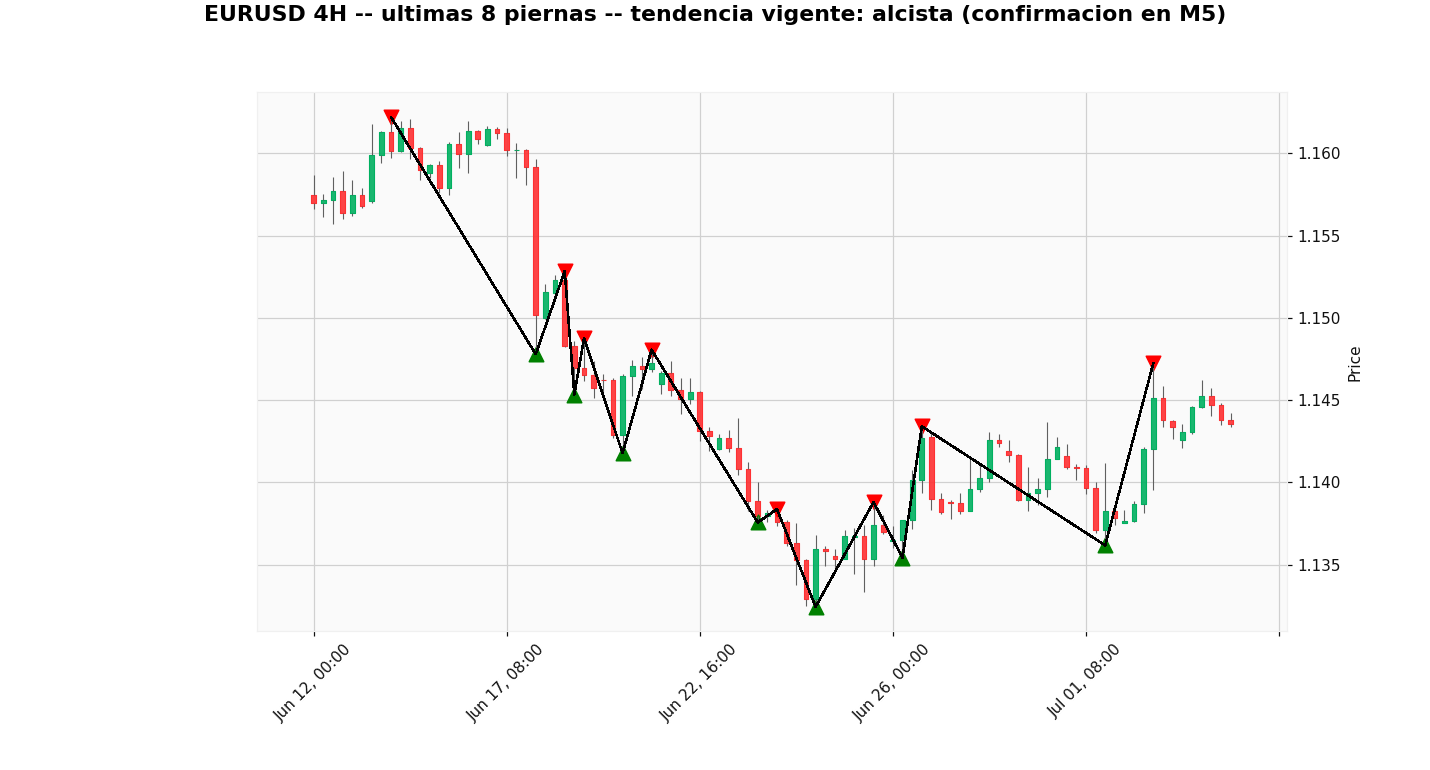 EURUSD 4H -- ultimas 8 piernas -- tendencia vigente: alcista (confirmacion en M5)
1.160
1.155
1.150
1.145
1.140
1.135
Price
Jun 12, 00:00
Jun 17, 08:00
Jun 22, 16:00
Jun 26, 00:00
Jul 01, 08:00